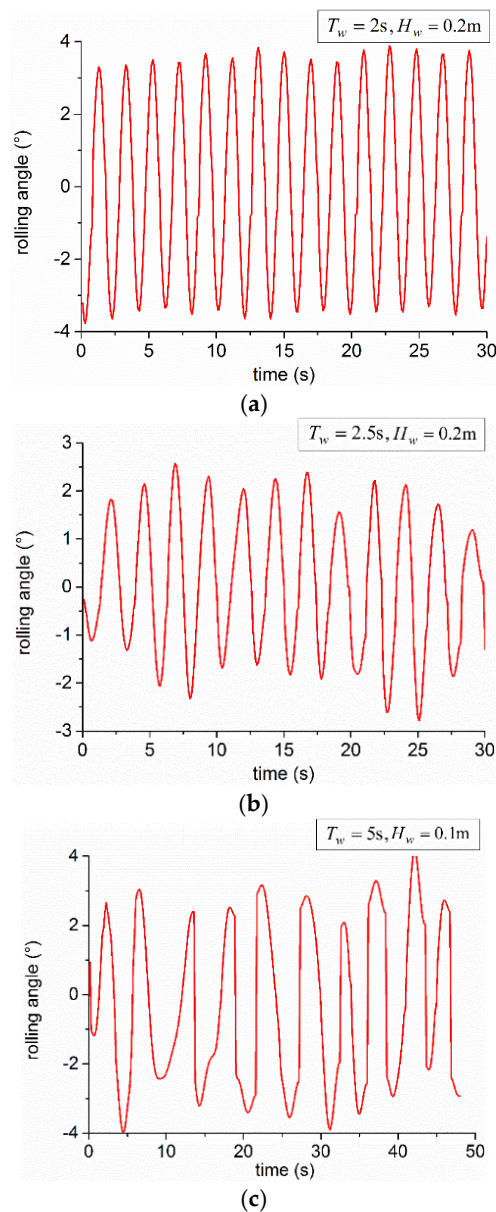 T_w = 2s, H_w = 0.2m
4
2
0
-2
-4
rolling angle (°)
0 5 10 15 20 25 30
time (s)
(a)
T_w = 2.5s, H_w = 0.2m
3
2
1
0
-1
-2
-3
rolling angle (°)
0 5 10 15 20 25 30
time (s)
(b)
T_w = 5s, H_w = 0.1m
4
2
0
-2
-4
rolling angle (°)
0 10 20 30 40 50
time (s)
(c)